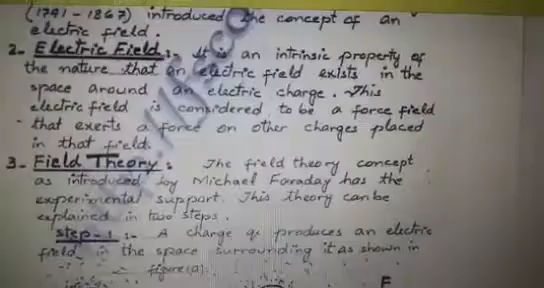 (1791 - 1867) introduced the concept of an
electric field.
2- Electric Field:- It is an intrinsic property of
the nature that an electric field exists in the
space around an electric charge. This
electric field is considered to be a force field
that exerts a force on other charges placed
in that field.
3- Field Theory: The field theory concept
as introduced by Michael Faraday has the
experimental support. This theory can be
explained in two steps.
Step-1:- A charge q produces an electric
field in the space surrounding it as shown in
figure (a).
F